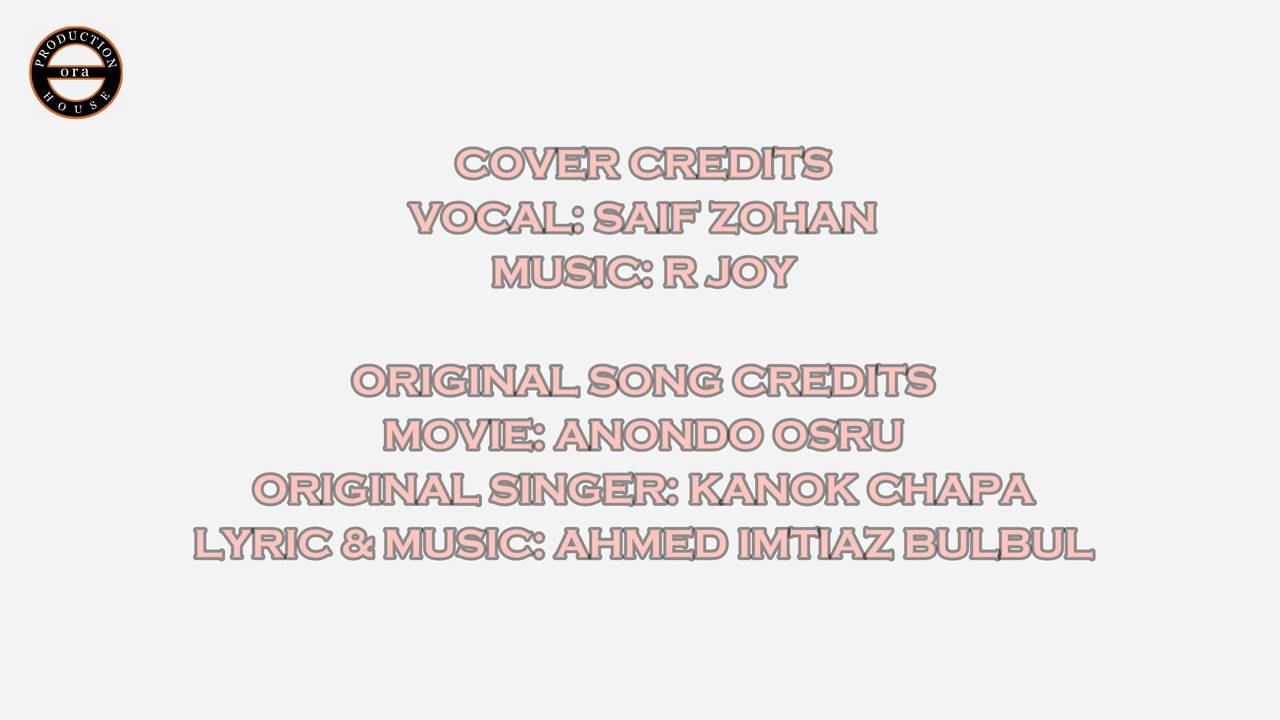 PRODUCTION
ora
HOUSE
COVER CREDITS
VOCAL: SAIF ZOHAN
MUSIC: R JOY
ORIGINAL SONG CREDITS
MOVIE: ANONDO OSRU
ORIGINAL SINGER: KANOK CHAPA
LYRIC & MUSIC: AHMED IMTIAZ BULBUL